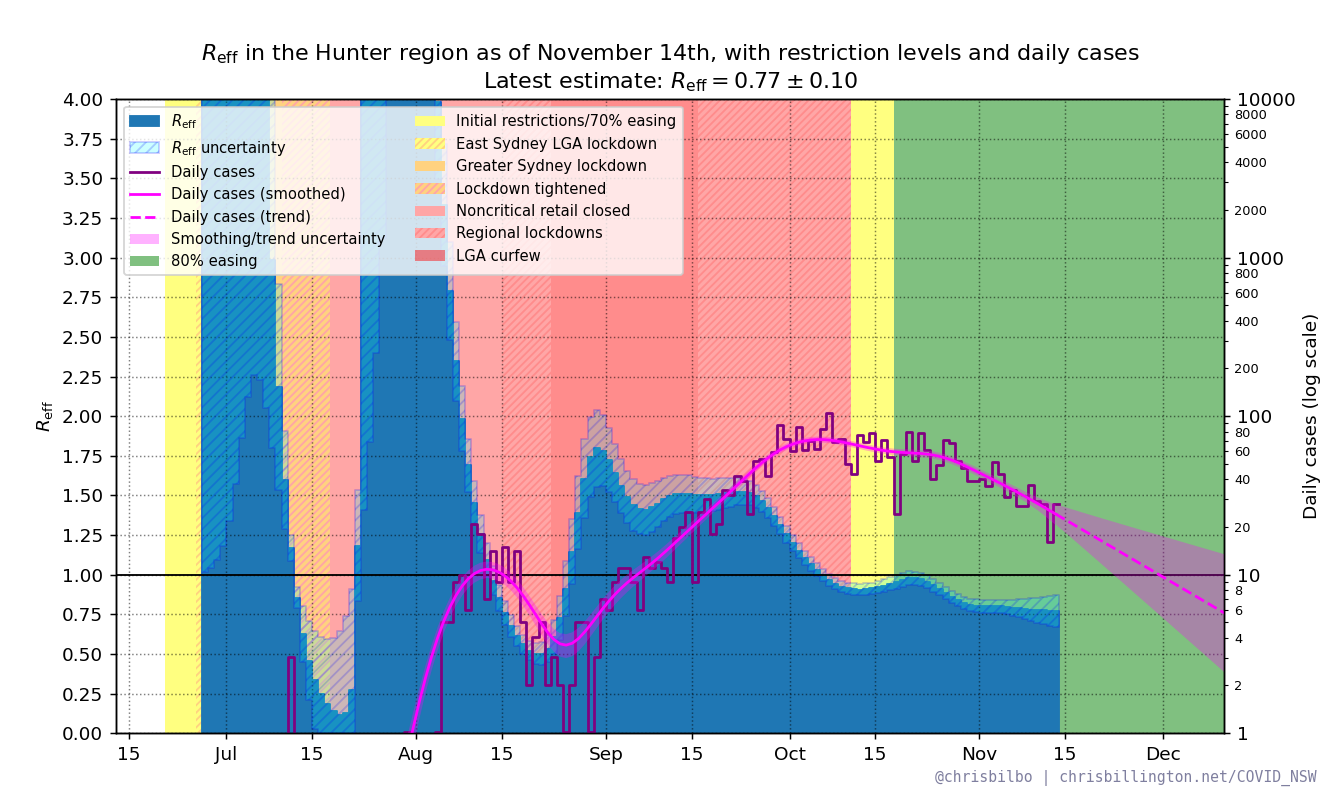 Reff in the Hunter region as of November 14th, with restriction levels and daily cases
Latest estimate: Reff = 0.77 ± 0.10
Reff
Reff uncertainty
Daily cases
Daily cases (smoothed)
Daily cases (trend)
Smoothing/trend uncertainty
80% easing
Initial restrictions/70% easing
East Sydney LGA lockdown
Greater Sydney lockdown
Lockdown tightened
Noncritical retail closed
Regional lockdowns
LGA curfew
Reff
4.00
3.75
3.50
3.25
3.00
2.75
2.50
2.25
2.00
1.75
1.50
1.25
1.00
0.75
0.50
0.25
0.00
10000
8000
6000
4000
2000
1000
800
600
400
200
100
80
60
40
20
10
8
6
4
2
1
Daily cases (log scale)
15 Jul 15 Aug 15 Sep 15 Oct 15 Nov 15 Dec
@chrisbilbo | chrisbillington.net/COVID_NSW